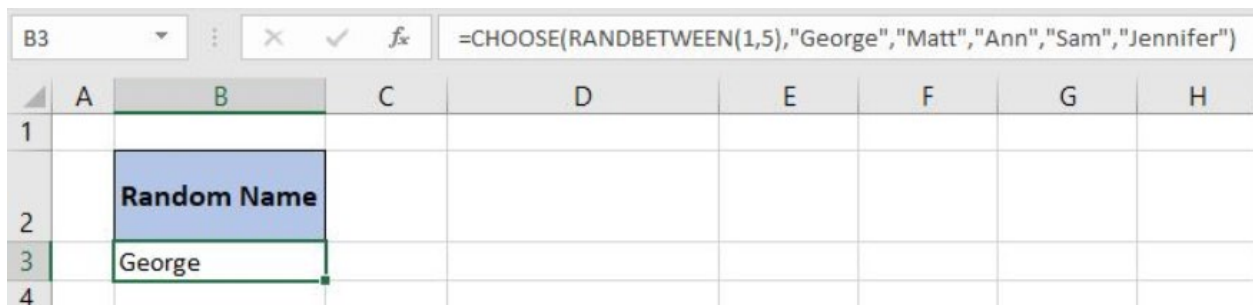 B3 fx =CHOOSE(RANDBETWEEN(1,5),"George","Matt","Ann","Sam","Jennifer")
A B C D E F G H
1
2 Random Name
3 George
4